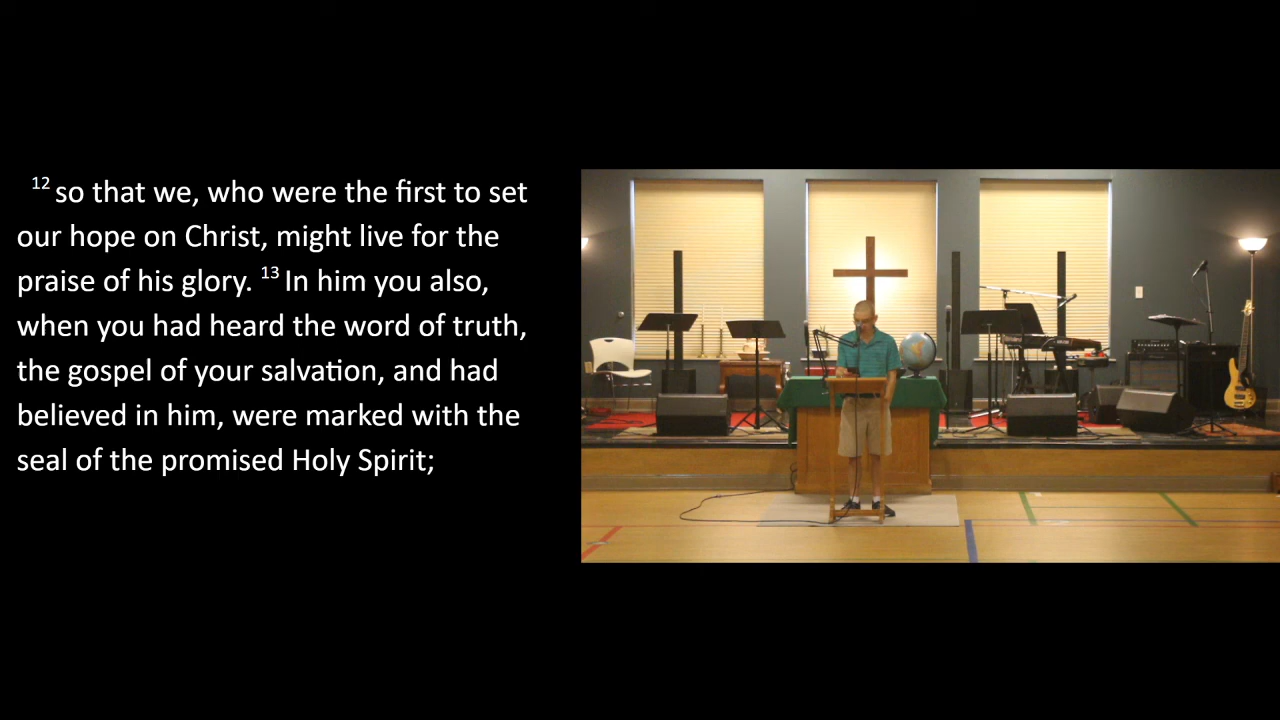 12 so that we, who were the first to set
our hope on Christ, might live for the
praise of his glory. 13 In him you also,
when you had heard the word of truth,
the gospel of your salvation, and had
believed in him, were marked with the
seal of the promised Holy Spirit;